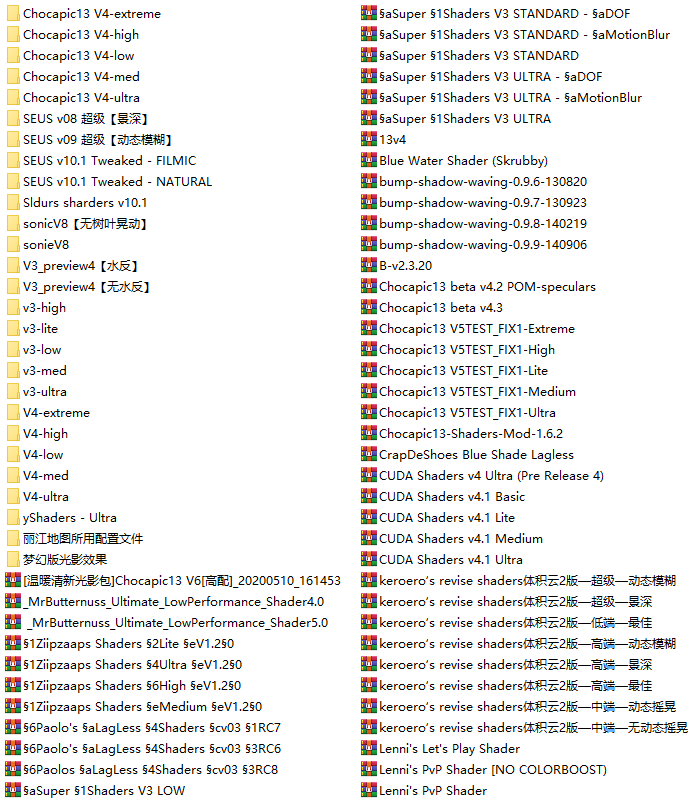 Chocapic13 V4-extreme
Chocapic13 V4-high
Chocapic13 V4-low
Chocapic13 V4-med
Chocapic13 V4-ultra
SEUS v08 超级【景深】
SEUS v09 超级【动态模糊】
SEUS v10.1 Tweaked - FILMIC
SEUS v10.1 Tweaked - NATURAL
Sldurs sharders v10.1
sonicV8【无树叶晃动】
sonieV8
V3_preview4【水反】
V3_preview4【无水反】
v3-high
v3-lite
v3-low
v3-med
v3-ultra
V4-extreme
V4-high
V4-low
V4-med
V4-ultra
yShaders - Ultra
丽江地图所用配置文件
梦幻版光影效果
[温暖清新光影包]Chocapic13 V6[高配]_20200510_161453
_MrButternuss_Ultimate_LowPerformance_Shader4.0
_MrButternuss_Ultimate_LowPerformance_Shader5.0
§1Ziipzaaps Shaders §2Lite §eV1.2§0
§1Ziipzaaps Shaders §4Ultra §eV1.2§0
§1Ziipzaaps Shaders §6High §eV1.2§0
§1Ziipzaaps Shaders §eMedium §eV1.2§0
§6Paolo's §aLagLess §4Shaders §cv03 §1RC7
§6Paolo's §aLagLess §4Shaders §cv03 §3RC6
§6Paolos §aLagLess §4Shaders §cv03 §3RC8
§aSuper §1Shaders V3 LOW
§aSuper §1Shaders V3 STANDARD - §aDOF
§aSuper §1Shaders V3 STANDARD - §aMotionBlur
§aSuper §1Shaders V3 STANDARD
§aSuper §1Shaders V3 ULTRA - §aDOF
§aSuper §1Shaders V3 ULTRA - §aMotionBlur
§aSuper §1Shaders V3 ULTRA
13v4
Blue Water Shader (Skrubby)
bump-shadow-waving-0.9.6-130820
bump-shadow-waving-0.9.7-130923
bump-shadow-waving-0.9.8-140219
bump-shadow-waving-0.9.9-140906
B-v2.3.20
Chocapic13 beta v4.2 POM-speculars
Chocapic13 beta v4.3
Chocapic13 V5TEST_FIX1-Extreme
Chocapic13 V5TEST_FIX1-High
Chocapic13 V5TEST_FIX1-Lite
Chocapic13 V5TEST_FIX1-Medium
Chocapic13 V5TEST_FIX1-Ultra
Chocapic13-Shaders-Mod-1.6.2
CrapDeShoes Blue Shade Lagless
CUDA Shaders v4 Ultra (Pre Release 4)
CUDA Shaders v4.1 Basic
CUDA Shaders v4.1 Lite
CUDA Shaders v4.1 Medium
CUDA Shaders v4.1 Ultra
keroero’s revise shaders体积云2版—超级—动态模糊
keroero’s revise shaders体积云2版—超级—景深
keroero’s revise shaders体积云2版—低端—最佳
keroero’s revise shaders体积云2版—高端—动态模糊
keroero’s revise shaders体积云2版—高端—景深
keroero’s revise shaders体积云2版—高端—最佳
keroero’s revise shaders体积云2版—中端—动态摇晃
keroero’s revise shaders体积云2版—中端—无动态摇晃
Lenni's Let's Play Shader
Lenni's PvP Shader [NO COLORBOOST)
Lenni's PvP Shader